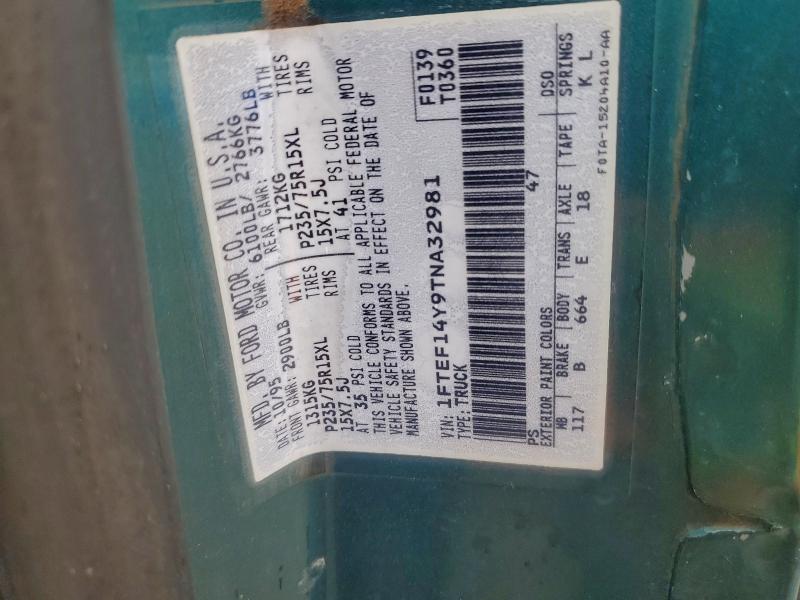 MFD. BY FORD MOTOR CO. IN U.S.A.
DATE: 10/95 GVWR: 6100LB/ 2766KG
FRONT GAWR: 2900LB REAR GAWR: 3776LB
1315KG WITH 1712KG WITH
P235/75R15XL TIRES P235/75R15XL TIRES
15X7.5J RIMS 15X7.5J RIMS
AT 35 PSI COLD AT 41 PSI COLD
THIS VEHICLE CONFORMS TO ALL APPLICABLE FEDERAL MOTOR
VEHICLE SAFETY STANDARDS IN EFFECT ON THE DATE OF
MANUFACTURE SHOWN ABOVE.
VIN: 1FTEF14Y9TNA32981 F0139
TYPE: TRUCK T0360
PS 47
EXTERIOR PAINT COLORS DSO
WB BRAKE BODY TRANS AXLE TAPE SPRINGS
117 B 664 E 18 K L
F0TA-15204A10-AA